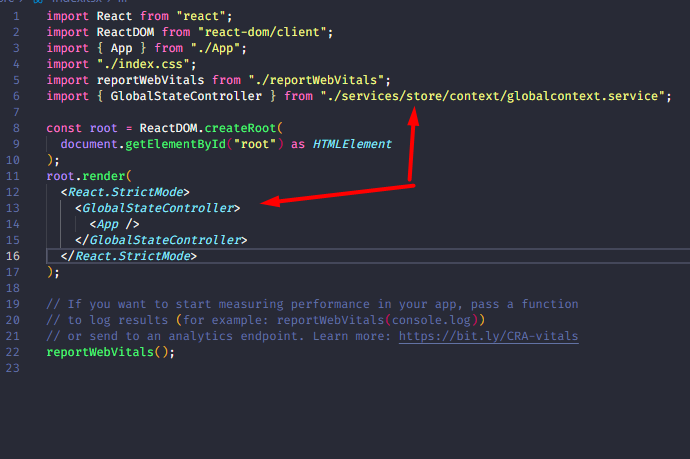 index.tsx
1 import React from "react";
2 import ReactDOM from "react-dom/client";
3 import { App } from "./App";
4 import "./index.css";
5 import reportWebVitals from "./reportWebVitals";
6 import { GlobalStateController } from "./services/store/context/globalcontext.service";
7
8 const root = ReactDOM.createRoot(
9   document.getElementById("root") as HTMLElement
10 );
11 root.render(
12   <React.StrictMode>
13     <GlobalStateController>
14       <App />
15     </GlobalStateController>
16   </React.StrictMode>
17 );
18
19 // If you want to start measuring performance in your app, pass a function
20 // to log results (for example: reportWebVitals(console.log))
21 // or send to an analytics endpoint. Learn more: https://bit.ly/CRA-vitals
22 reportWebVitals();
23